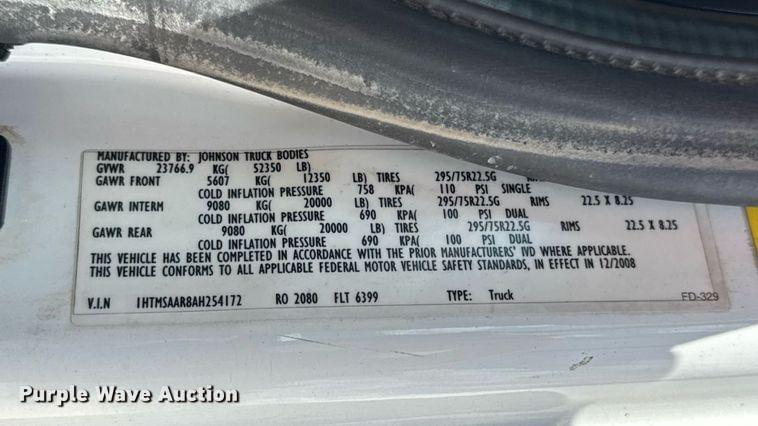 MANUFACTURED BY: JOHNSON TRUCK BODIES
GVWR 23766.9 KG( 52350 LB)
GAWR FRONT 5607 KG( 12350 LB) TIRES 295/75R22.5G
COLD INFLATION PRESSURE 758 KPA( 110 PSI SINGLE
GAWR INTERM 9080 KG( 20000 LB) TIRES 295/75R22.5G RIMS 22.5 X 8.25
COLD INFLATION PRESSURE 690 KPA( 100 PSI DUAL
GAWR REAR 9080 KG( 20000 LB) TIRES 295/75R22.5G RIMS 22.5 X 8.25
COLD INFLATION PRESSURE 690 KPA( 100 PSI DUAL
THIS VEHICLE HAS BEEN COMPLETED IN ACCORDANCE WITH THE PRIOR MANUFACTURERS' IVD WHERE APPLICABLE.
THIS VEHICLE CONFORMS TO ALL APPLICABLE FEDERAL MOTOR VEHICLE SAFETY STANDARDS, IN EFFECT IN 12/2008
V.I.N 1HTMSAAR8AH254172 RO 2080 FLT 6399 TYPE: Truck FD-329
Purple Wave Auction